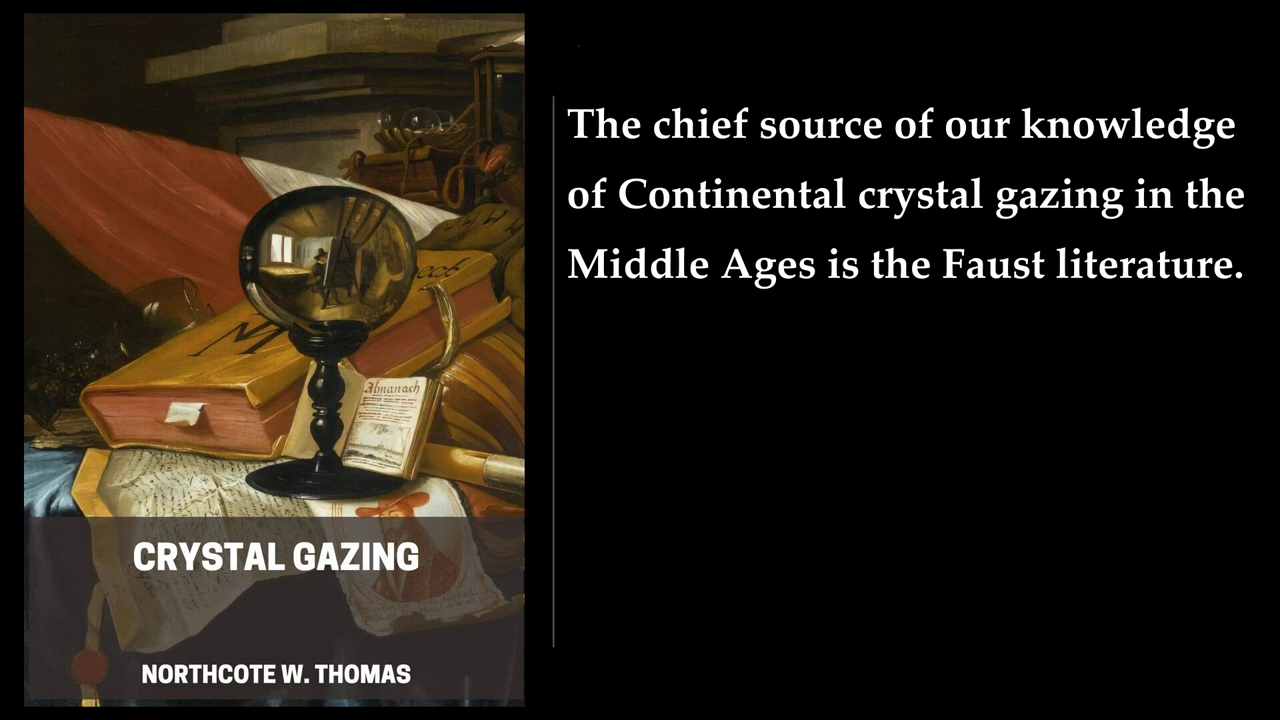 The chief source of our knowledge
of Continental crystal gazing in the
Middle Ages is the Faust literature.
M
Almanach
CRYSTAL GAZING
NORTHCOTE W. THOMAS